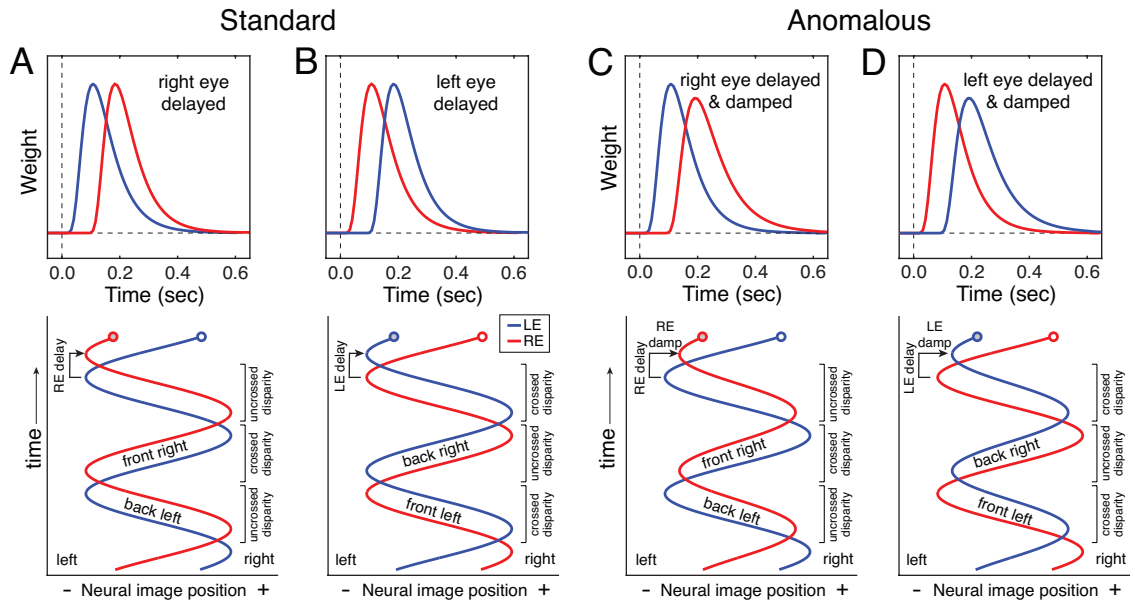 Standard
Anomalous
A
right eye
delayed
Weight
0.0
0.2
0.4
0.6
Time (sec)
B
left eye
delayed
0.0
0.2
0.4
0.6
Time (sec)
C
right eye delayed
& damped
Weight
0.0
0.2
0.4
0.6
Time (sec)
D
left eye delayed
& damped
0.0
0.2
0.4
0.6
Time (sec)
time
RE delay
front right
back left
left
right
uncrossed
disparity
crossed
disparity
uncrossed
disparity
- Neural image position +
LE
RE
LE delay
back right
front left
crossed
disparity
uncrossed
disparity
crossed
disparity
- Neural image position +
time
RE
damp
RE delay
front right
back left
left
right
uncrossed
disparity
crossed
disparity
uncrossed
disparity
- Neural image position +
LE
damp
LE delay
back right
front left
crossed
disparity
uncrossed
disparity
crossed
disparity
- Neural image position +